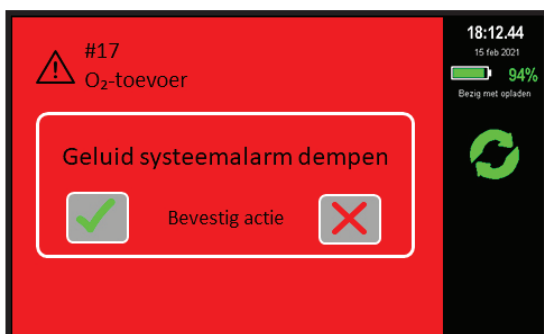 #17
O₂-toevoer
Geluid systeemalarm dempen
Bevestig actie
18:12.44
15 feb 2021
94%
Bezig met opladen